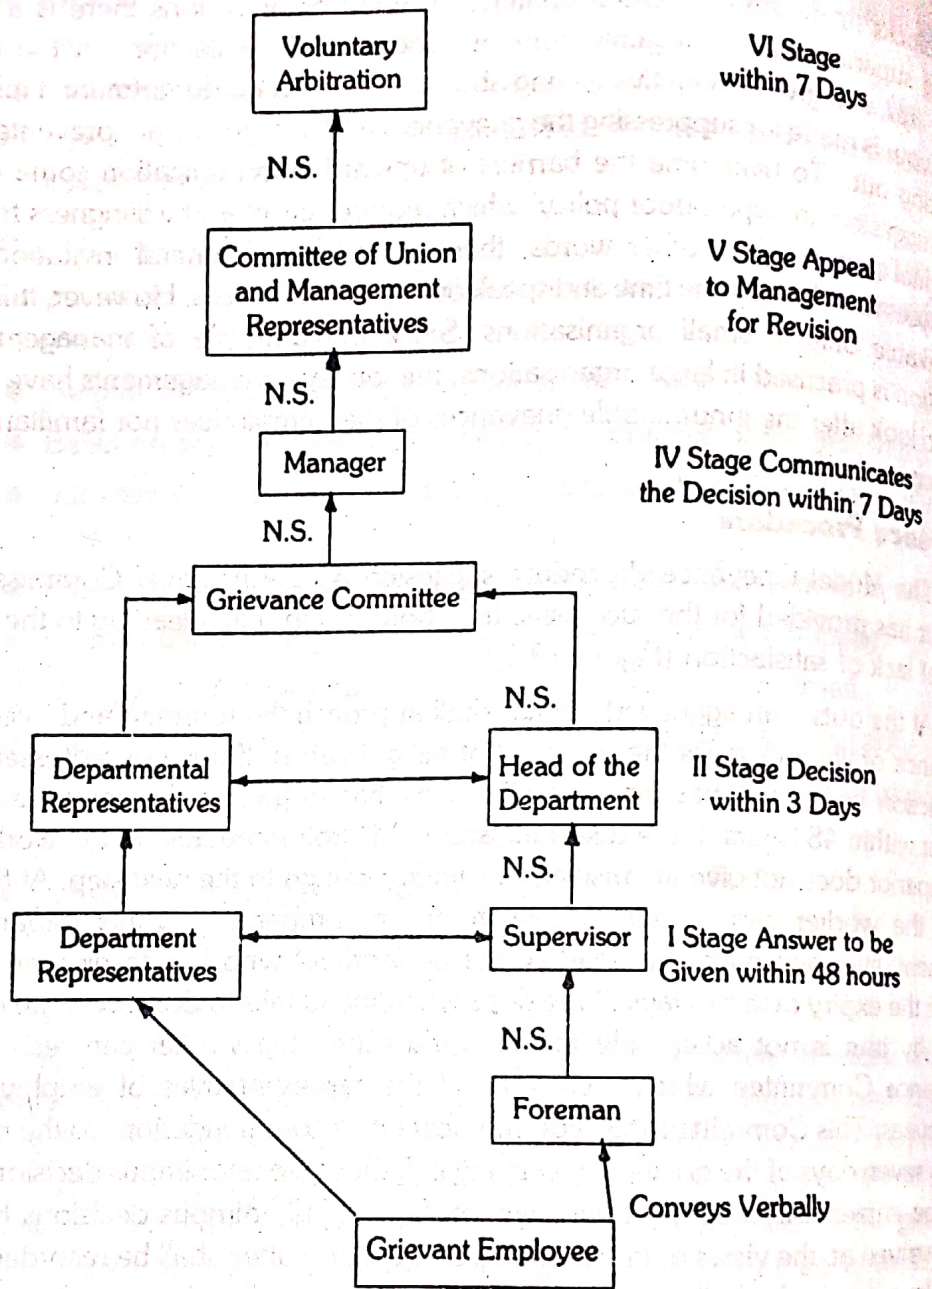 Voluntary
Arbitration
VI Stage
within 7 Days
N.S.
Committee of Union
and Management
Representatives
V Stage Appeal
to Management
for Revision
N.S.
Manager
IV Stage Communicates
the Decision within 7 Days
N.S.
Grievance Committee
N.S.
Departmental
Representatives
Head of the
Department
II Stage Decision
within 3 Days
N.S.
Department
Representatives
Supervisor
I Stage Answer to be
Given within 48 hours
N.S.
Foreman
Conveys Verbally
Grievant Employee